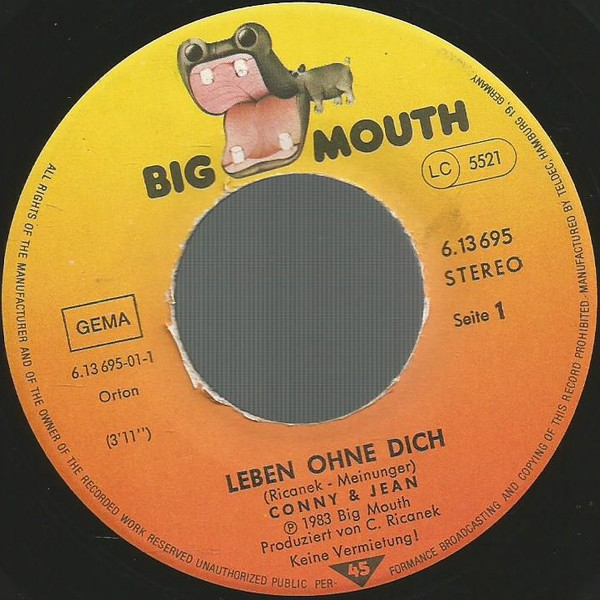 BIG MOUTH
LC 5521
6.13695
STEREO
Seite 1
GEMA
6.13 695-01-1
Orton
(3'11")
LEBEN OHNE DICH
(Ricanek - Meinunger)
CONNY & JEAN
℗ 1983 Big Mouth
Produziert von C. Ricanek
Keine Vermietung!
45
ALL RIGHTS OF THE MANUFACTURER AND OF THE OWNER OF THE RECORDED WORK RESERVED UNAUTHORIZED PUBLIC PER-FORMANCE BROADCASTING AND COPYING OF THIS RECORD PROHIBITED · MANUFACTURED BY TELDEC, HAMBURG 19, GERMANY